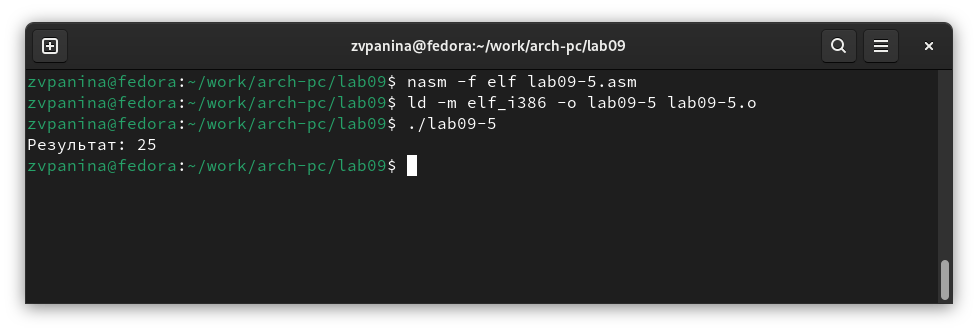 zvpanina@fedora:~/work/arch-pc/lab09
zvpanina@fedora:~/work/arch-pc/lab09$ nasm -f elf lab09-5.asm
zvpanina@fedora:~/work/arch-pc/lab09$ ld -m elf_i386 -o lab09-5 lab09-5.o
zvpanina@fedora:~/work/arch-pc/lab09$ ./lab09-5
Результат: 25
zvpanina@fedora:~/work/arch-pc/lab09$